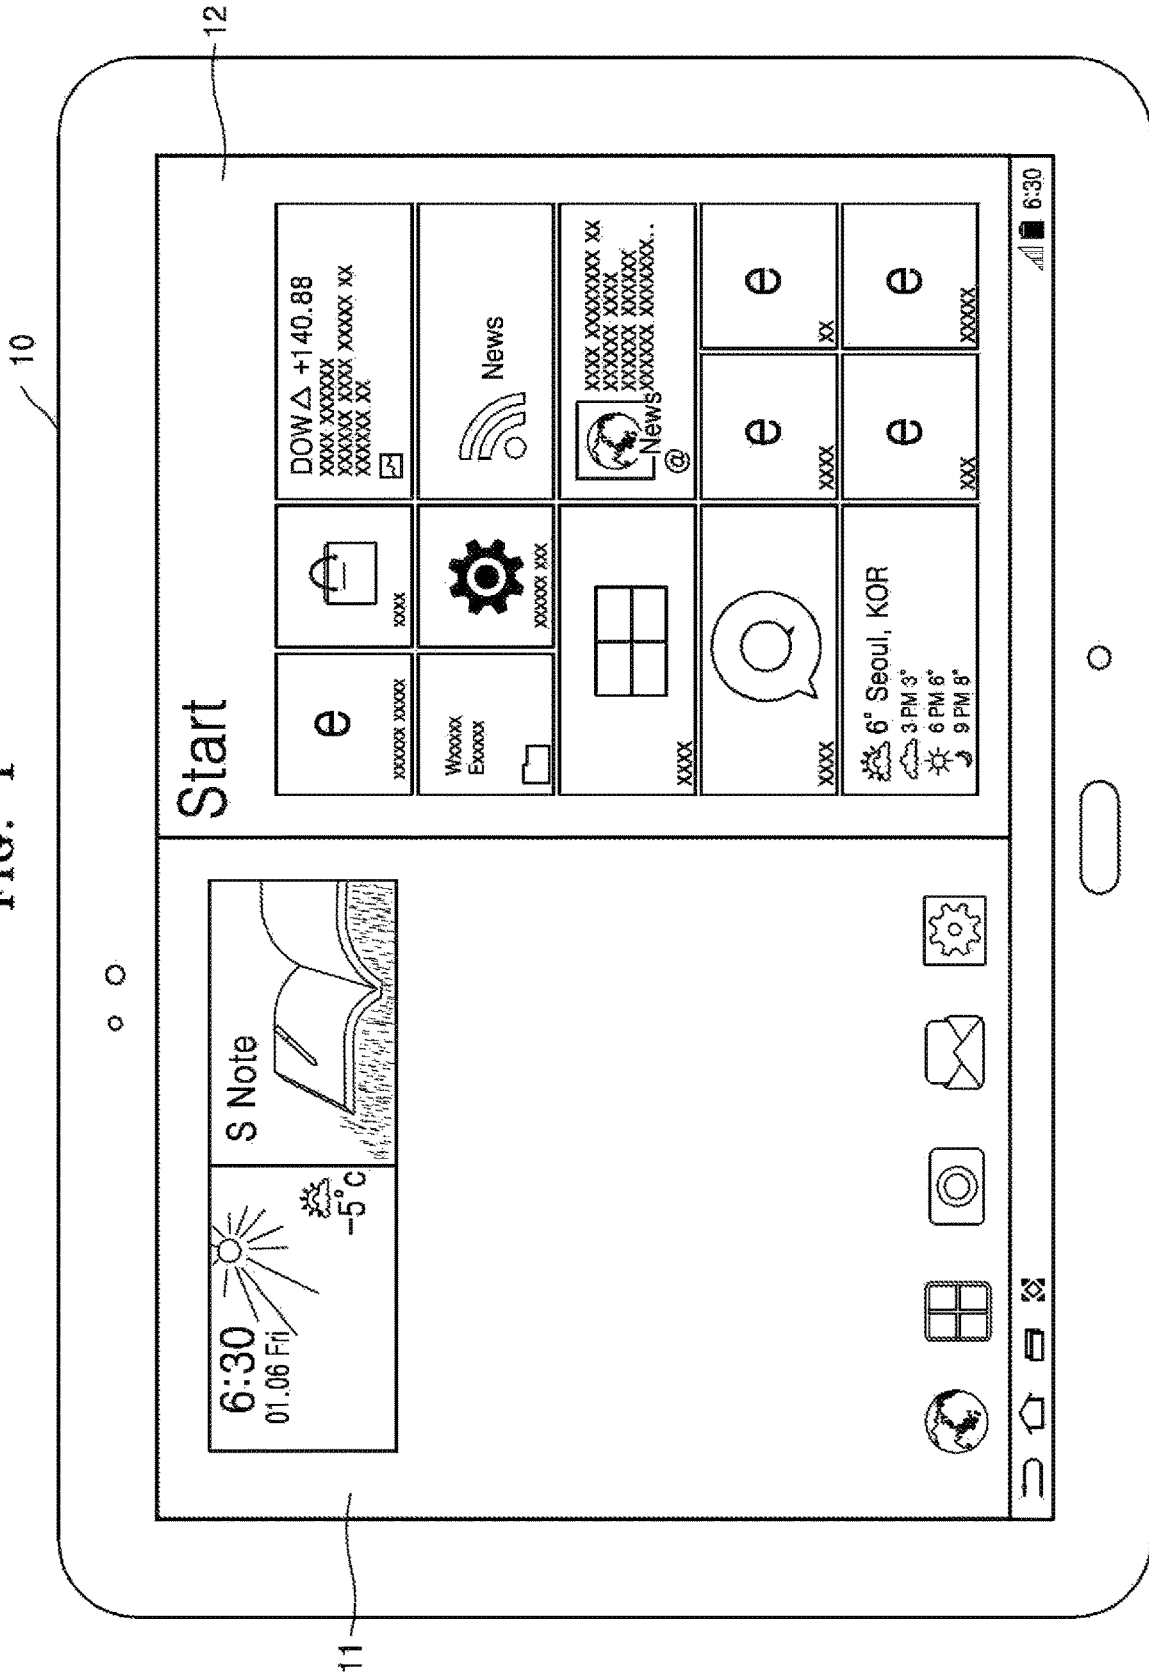 FIG. 1
10
12
11
6:30
01.06 Fri
-5°c
S Note
Start
e
xxxxxx xxxxx
xxxx
DOW △ +140.88
xxxx xxxxxx
xxxxxx xxxx xxxxx xx
xxxxxx xx
Wxxxxx
Exxxxx
xxxxxx xxx
News
xxxx
News
@
xxxx xxxxxxxx xx
xxxxxx xxxx
xxxxxx xxxxxx
xxxxxx xxxxxxx..
xxxx
e
xxxx
e
xx
6° Seoul, KOR
3 PM 3°
6 PM 6°
9 PM 8°
e
xxx
e
xxxxx
6:30